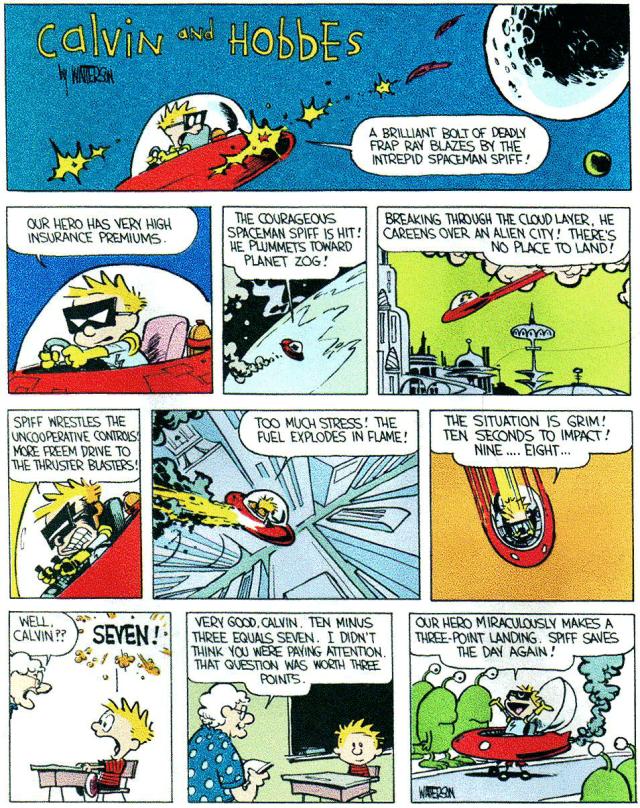 CALVIN AND HOBBES
by WATTERSON
A BRILLIANT BOLT OF DEADLY
FRAP RAY BLAZES BY THE
INTREPID SPACEMAN SPIFF!
OUR HERO HAS VERY HIGH
INSURANCE PREMIUMS.
THE COURAGEOUS
SPACEMAN SPIFF IS HIT!
HE PLUMMETS TOWARD
PLANET ZOG!
BREAKING THROUGH THE CLOUD LAYER, HE
CAREENS OVER AN ALIEN CITY! THERE'S
NO PLACE TO LAND!
SPIFF WRESTLES THE
UNCOOPERATIVE CONTROLS!
MORE FREEM DRIVE TO
THE THRUSTER BLASTERS!
TOO MUCH STRESS! THE
FUEL EXPLODES IN FLAME!
THE SITUATION IS GRIM!
TEN SECONDS TO IMPACT!
NINE.... EIGHT...
WELL,
CALVIN??
SEVEN!
VERY GOOD, CALVIN. TEN MINUS
THREE EQUALS SEVEN. I DIDN'T
THINK YOU WERE PAYING ATTENTION.
THAT QUESTION WAS WORTH THREE
POINTS.
OUR HERO MIRACULOUSLY MAKES A
THREE-POINT LANDING. SPIFF SAVES
THE DAY AGAIN!
WATTERSON